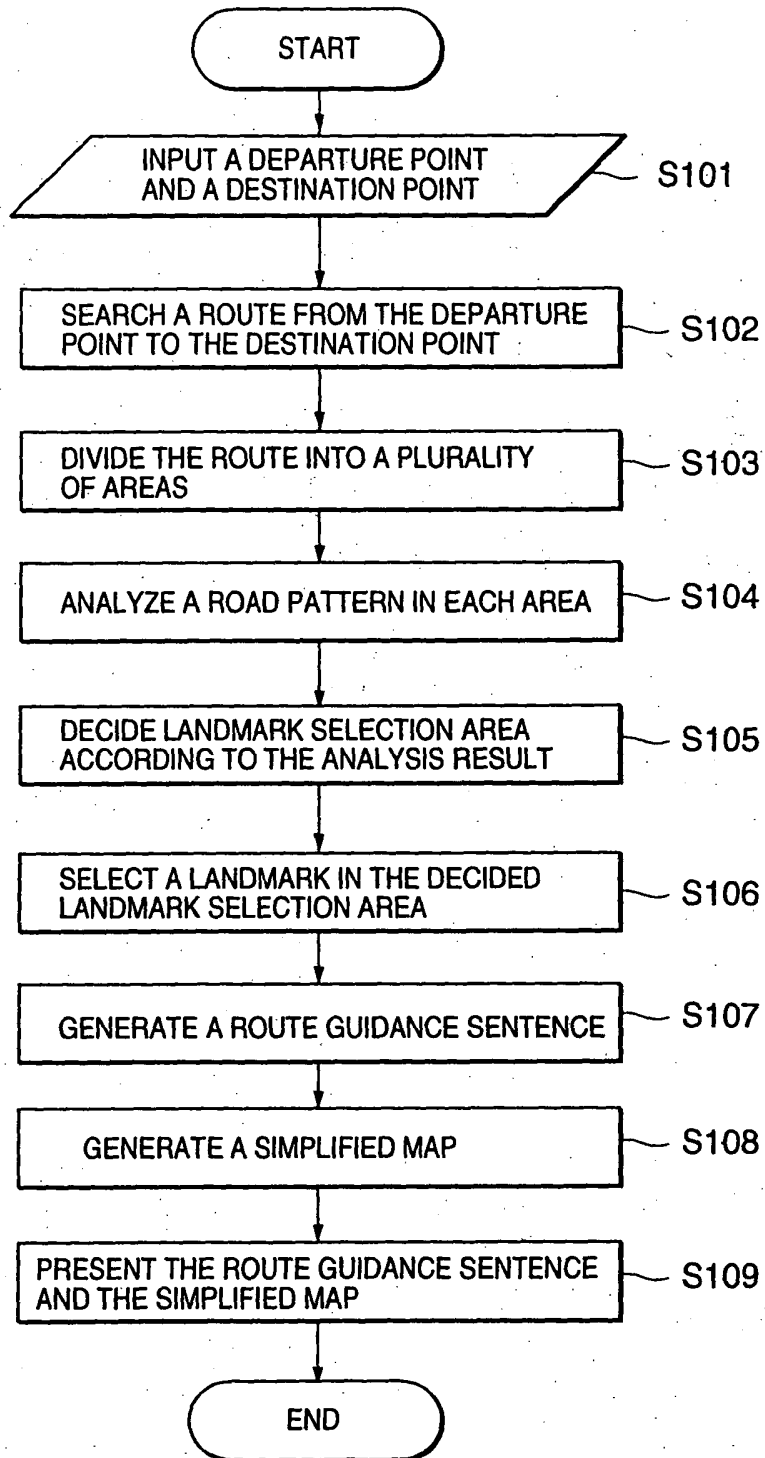 START
INPUT A DEPARTURE POINT
AND A DESTINATION POINT
S101
SEARCH A ROUTE FROM THE DEPARTURE
POINT TO THE DESTINATION POINT
S102
DIVIDE THE ROUTE INTO A PLURALITY
OF AREAS
S103
ANALYZE A ROAD PATTERN IN EACH AREA
S104
DECIDE LANDMARK SELECTION AREA
ACCORDING TO THE ANALYSIS RESULT
S105
SELECT A LANDMARK IN THE DECIDED
LANDMARK SELECTION AREA
S106
GENERATE A ROUTE GUIDANCE SENTENCE
S107
GENERATE A SIMPLIFIED MAP
S108
PRESENT THE ROUTE GUIDANCE SENTENCE
AND THE SIMPLIFIED MAP
S109
END